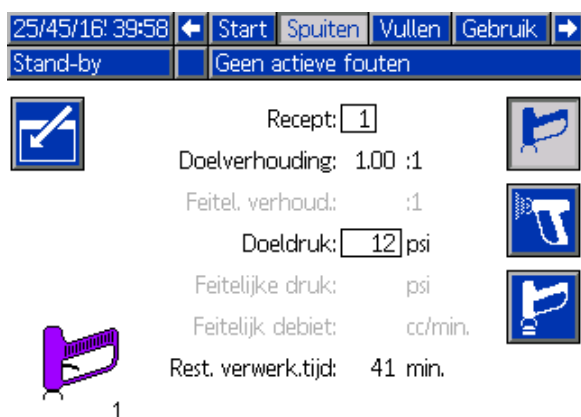 25/45/16! 39:58 Start Spuiten Vullen Gebruik
Stand-by Geen actieve fouten
Recept: 1
Doelverhouding: 1.00 :1
Feitel. verhoud.: :1
Doeldruk: 12 psi
Feitelijke druk: psi
Feitelijk debiet: cc/min.
Rest. verwerk.tijd: 41 min.
1